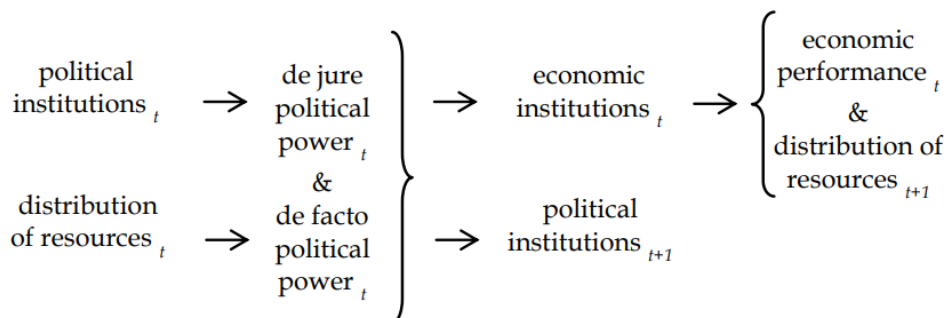 political
institutions t
distribution
of resources t
de jure
political
power t
&
de facto
political
power t
economic
institutions t
political
institutions t+1
economic
performance t
&
distribution of
resources t+1